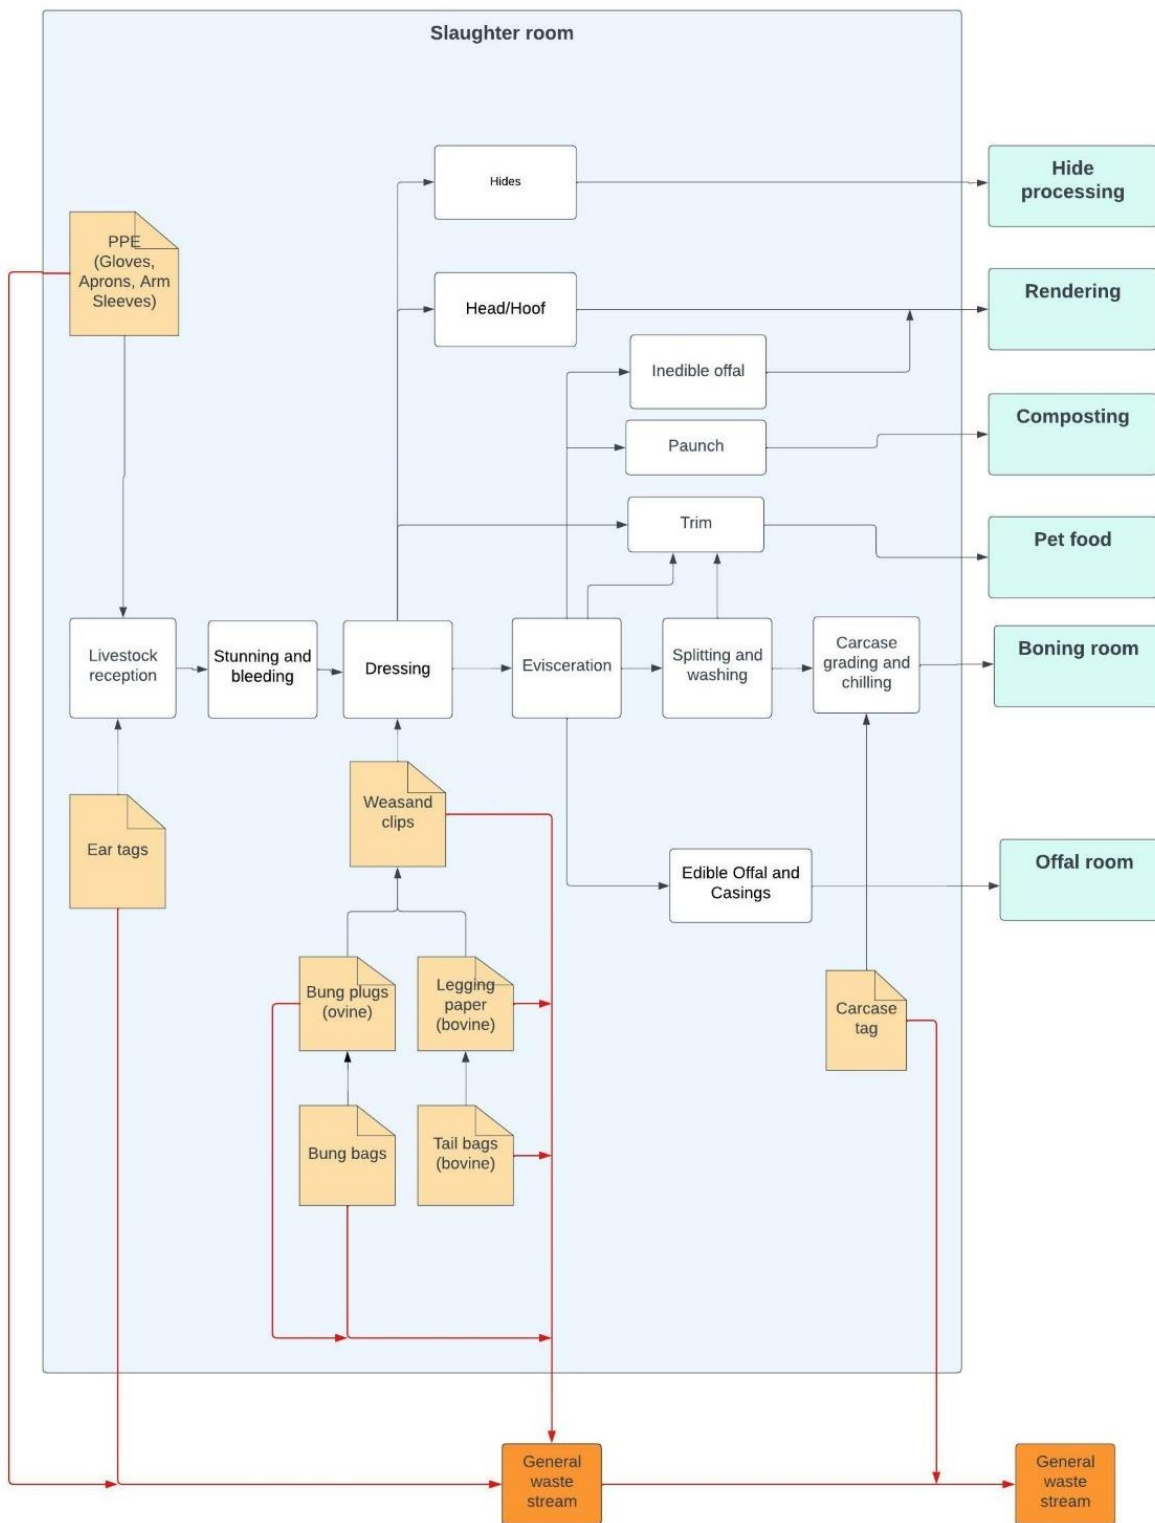 Slaughter room
Hides
Hide
processing
PPE
(Gloves,
Aprons, Arm
Sleeves)
Head/Hoof
Rendering
Inedible offal
Composting
Paunch
Trim
Pet food
Livestock
reception
Stunning and
bleeding
Dressing
Evisceration
Splitting and
washing
Carcase
grading and
chilling
Boning room
Weasand
clips
Ear tags
Edible Offal and
Casings
Offal room
Bung plugs
(ovine)
Legging
paper
(bovine)
Carcase
tag
Bung bags
Tail bags
(bovine)
General
waste
stream
General
waste
stream